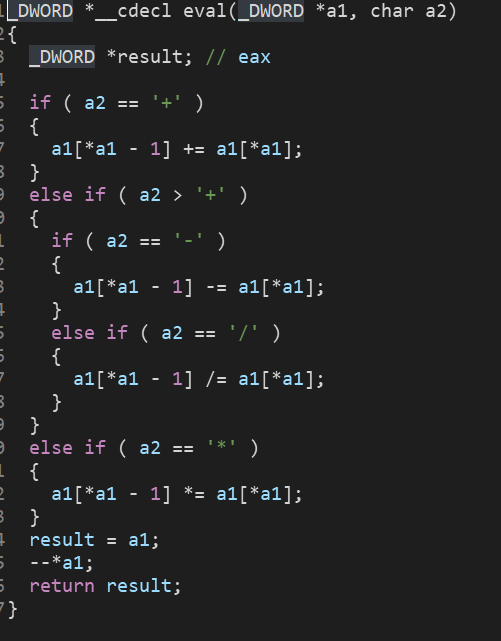 1 _DWORD *__cdecl eval(_DWORD *a1, char a2)
2 {
3   _DWORD *result; // eax
4
5   if ( a2 == '+' )
6   {
7     a1[*a1 - 1] += a1[*a1];
8   }
9   else if ( a2 > '+' )
0   {
1     if ( a2 == '-' )
2     {
3       a1[*a1 - 1] -= a1[*a1];
4     }
5     else if ( a2 == '/' )
6     {
7       a1[*a1 - 1] /= a1[*a1];
8     }
9   }
0   else if ( a2 == '*' )
1   {
2     a1[*a1 - 1] *= a1[*a1];
3   }
4   result = a1;
5   --*a1;
6   return result;
7 }